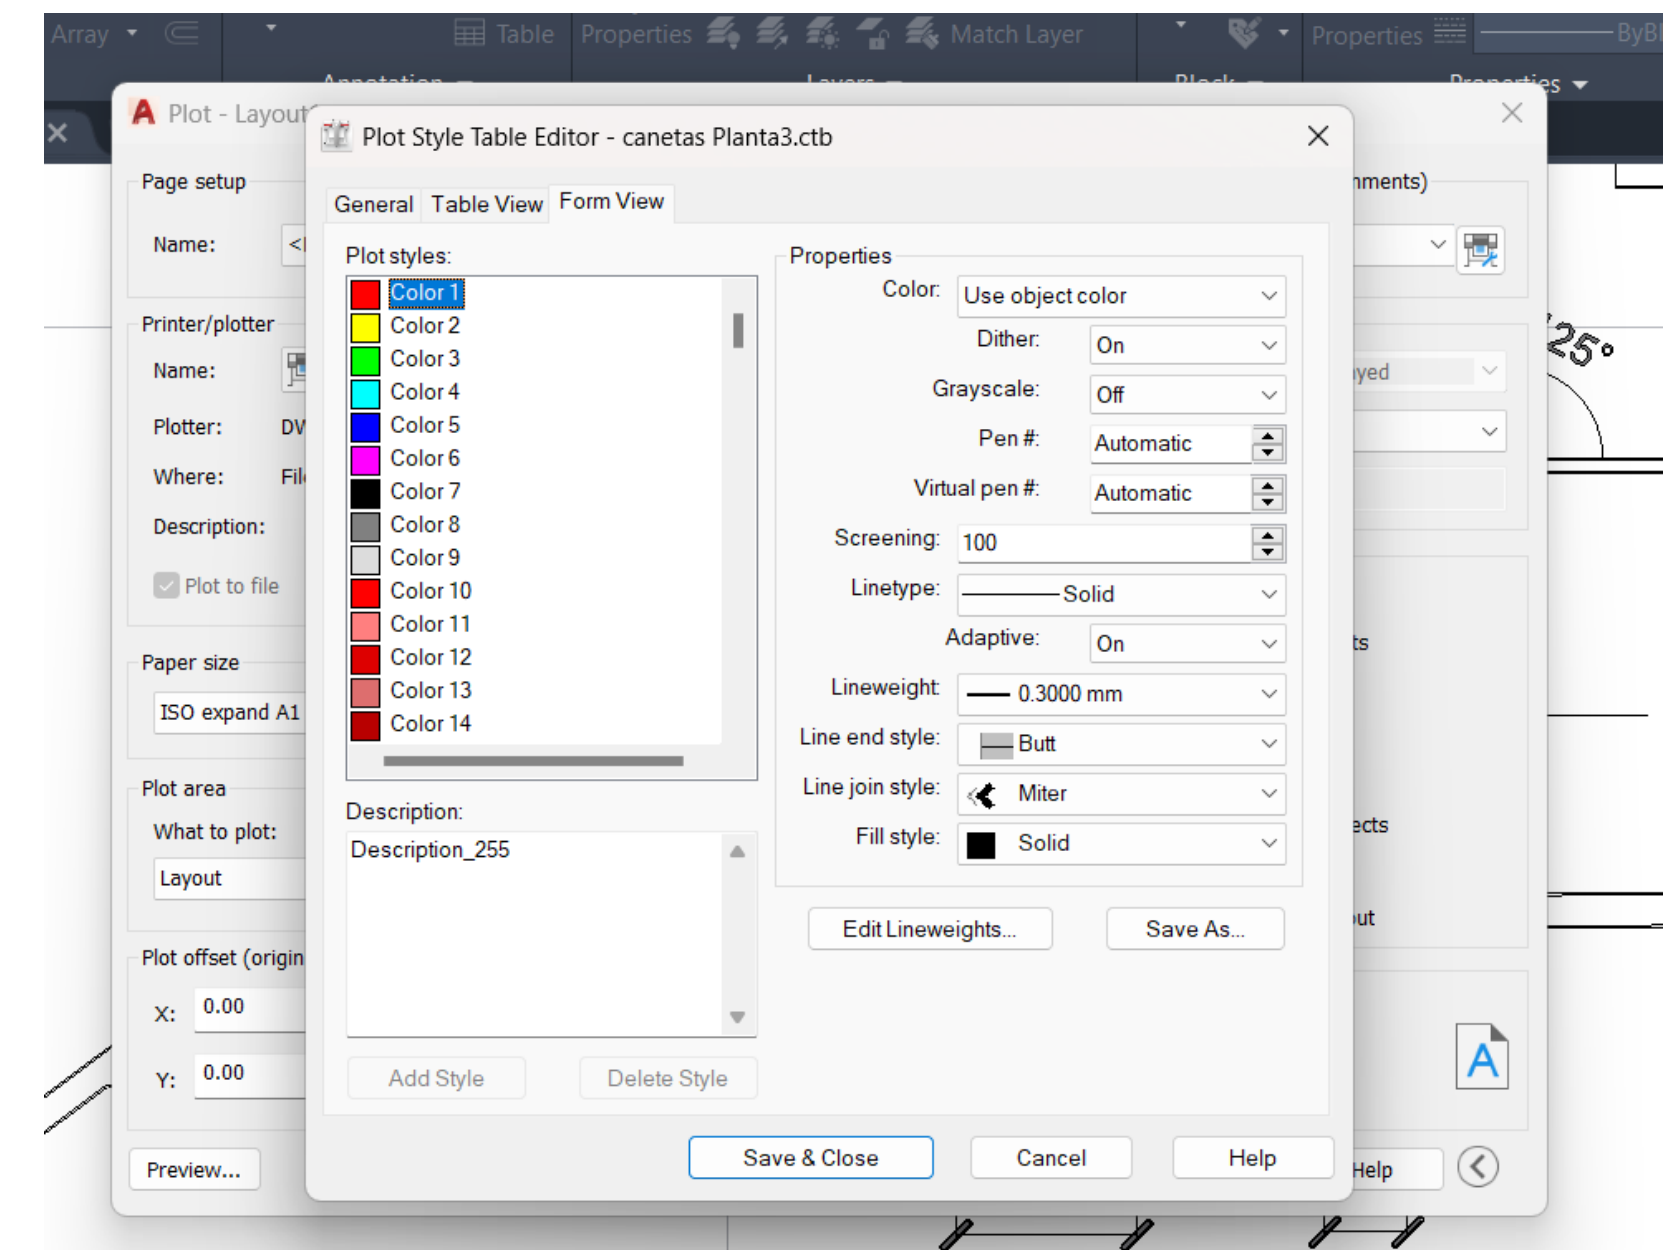 Array
Table
Properties
Match Layer
Properties
Annotation
Layers
Block
Properties
Plot - Layout
Plot Style Table Editor - canetas Planta3.ctb
Page setup
Name:
Printer/plotter
Name:
Plotter:
Where:
Description:
Plot to file
Paper size
ISO expand A1
Plot area
What to plot:
Layout
Plot offset (origin
X: 0.00
Y: 0.00
Preview...
General
Table View
Form View
Plot styles:
Color 1
Color 2
Color 3
Color 4
Color 5
Color 6
Color 7
Color 8
Color 9
Color 10
Color 11
Color 12
Color 13
Color 14
Description:
Description_255
Add Style
Delete Style
Properties
Color: Use object color
Dither: On
Grayscale: Off
Pen #: Automatic
Virtual pen #: Automatic
Screening: 100
Linetype: Solid
Adaptive: On
Lineweight: 0.3000 mm
Line end style: Butt
Line join style: Miter
Fill style: Solid
Edit Lineweights...
Save As...
Save & Close
Cancel
Help
Help
A
25°